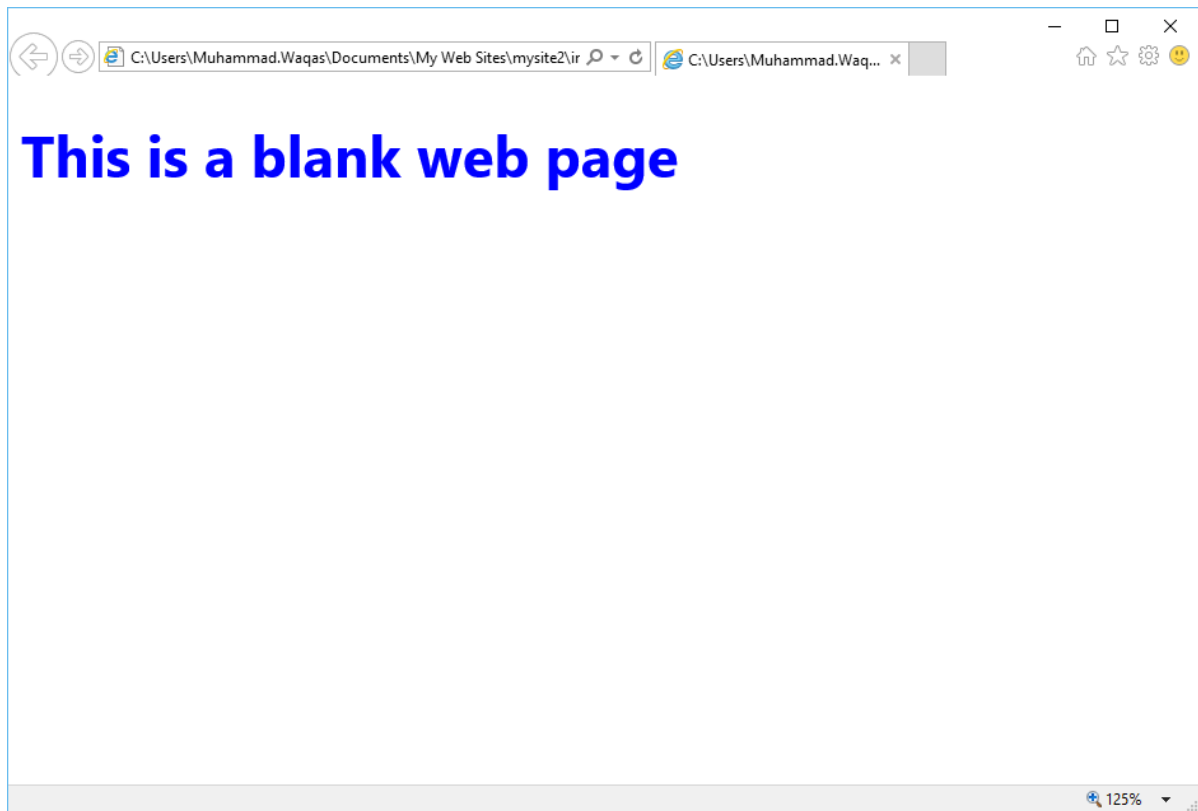 C:\Users\Muhammad.Waqas\Documents\My Web Sites\mysite2\ir
C:\Users\Muhammad.Waq...
This is a blank web page
125%